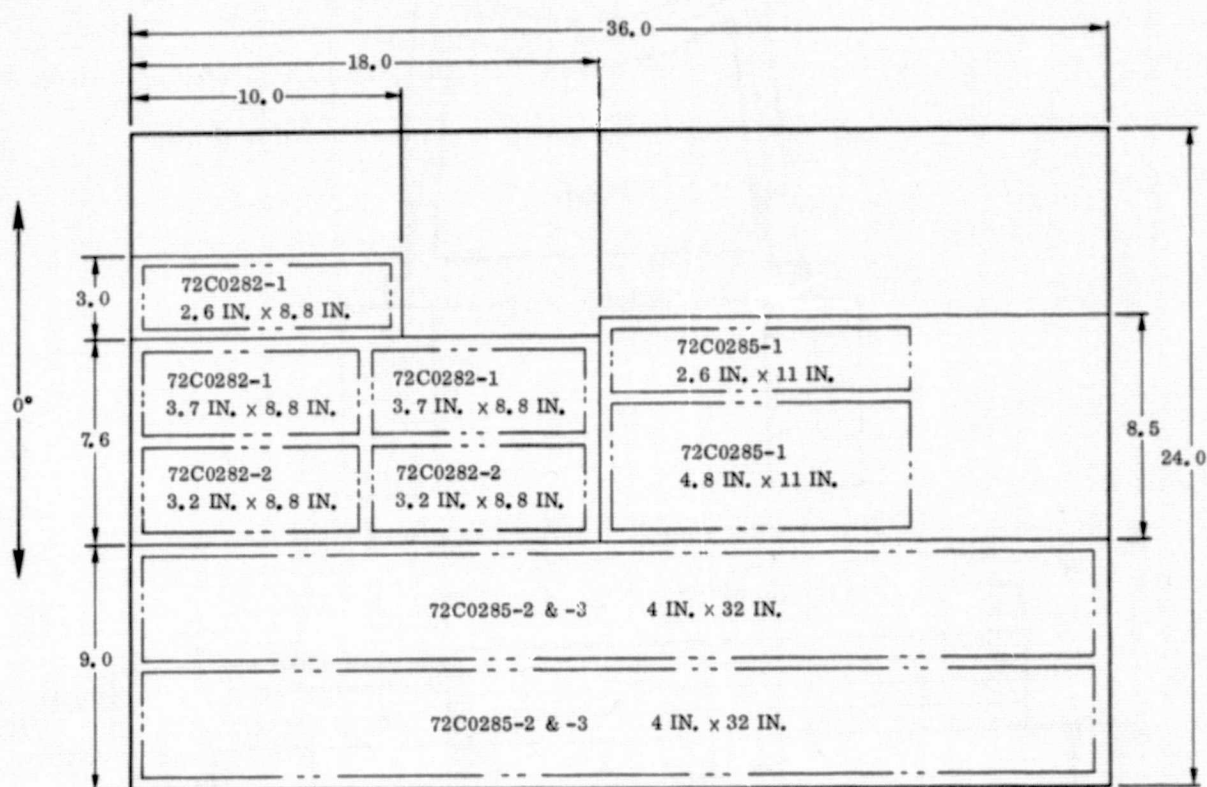 36.0
18.0
10.0
3.0
72C0282-1
2.6 IN. × 8.8 IN.
72C0282-1
3.7 IN. × 8.8 IN.
72C0282-1
3.7 IN. × 8.8 IN.
72C0285-1
2.6 IN. × 11 IN.
0°
7.6
72C0282-2
3.2 IN. × 8.8 IN.
72C0282-2
3.2 IN. × 8.8 IN.
72C0285-1
4.8 IN. × 11 IN.
8.5
24.0
9.0
72C0285-2 & -3 4 IN. × 32 IN.
72C0285-2 & -3 4 IN. × 32 IN.